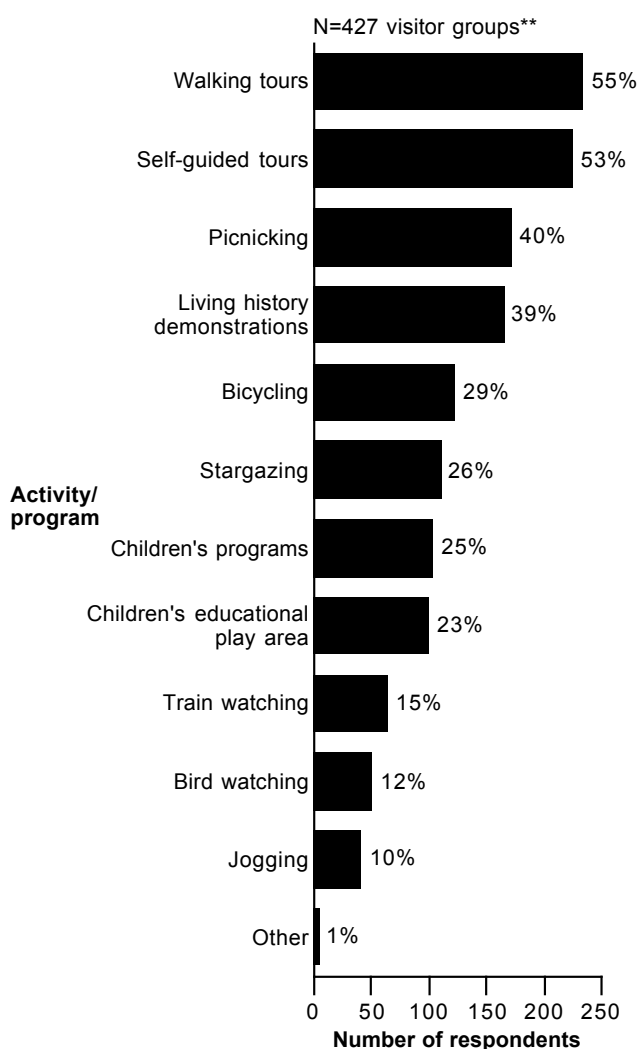 N=427 visitor groups**
Walking tours 55%
Self-guided tours 53%
Picnicking 40%
Living history
demonstrations 39%
Bicycling 29%
Stargazing 26%
Activity/
program
Children's programs 25%
Children's educational
play area 23%
Train watching 15%
Bird watching 12%
Jogging 10%
Other 1%
0 50 100 150 200 250
Number of respondents